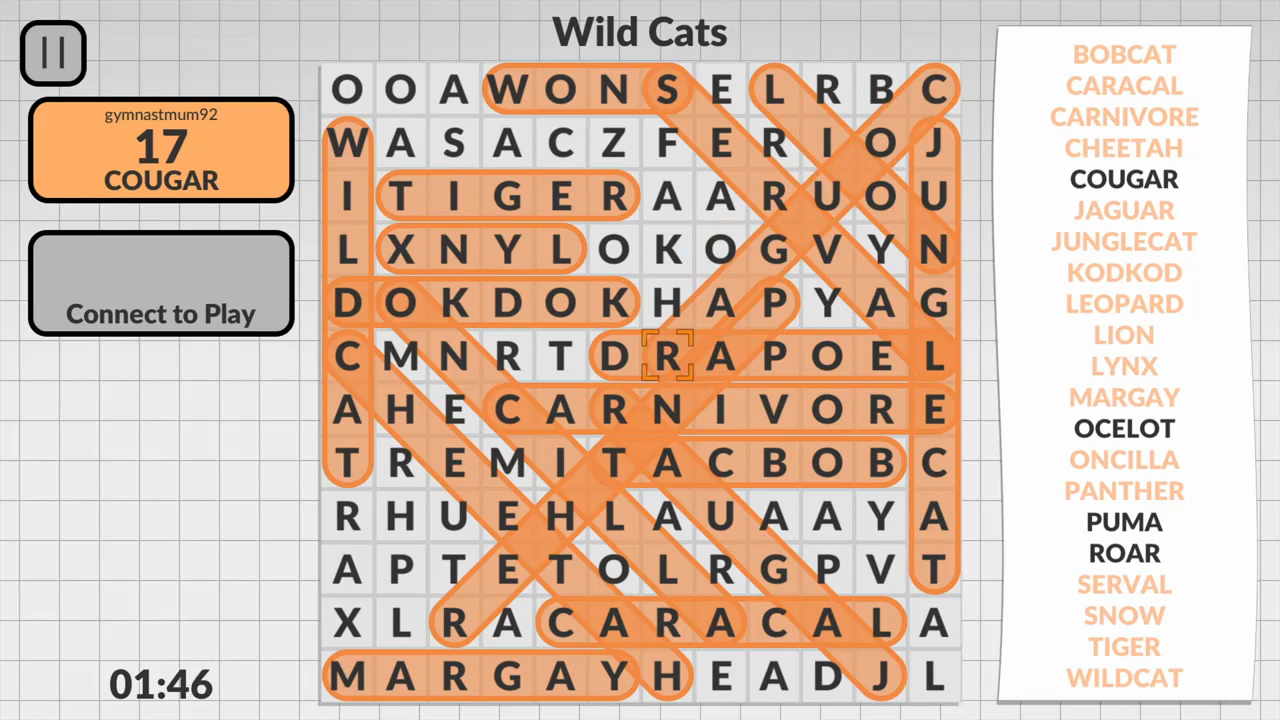 Wild Cats
gymnastmum92
17
COUGAR
Connect to Play
01:46
O O A W O N S E L R B C
W A S A C Z F E R I O J
I T I G E R A A R U O U
L X N Y L O K O G V Y N
D O K D O K H A P Y A G
C M N R T D R A P O E L
A H E C A R N I V O R E
T R E M I T A C B O B C
R H U E H L A U A A Y A
A P T E T O L R G P V T
X L R A C A R A C A L A
M A R G A Y H E A D J L
BOBCAT
CARACAL
CARNIVORE
CHEETAH
COUGAR
JAGUAR
JUNGLECAT
KODKOD
LEOPARD
LION
LYNX
MARGAY
OCELOT
ONCILLA
PANTHER
PUMA
ROAR
SERVAL
SNOW
TIGER
WILDCAT